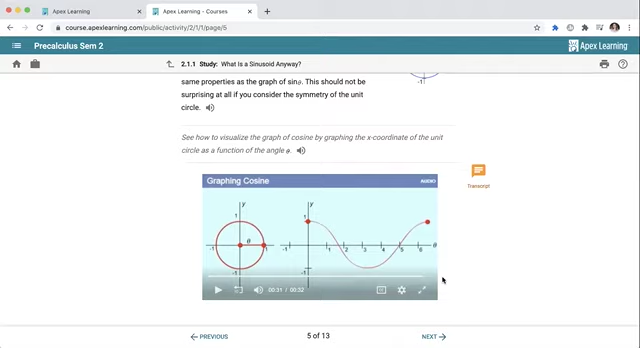 Apex Learning
Apex Learning - Courses
course.apexlearning.com/public/activity/2/1/1/page/5
Precalculus Sem 2
Apex Learning
2.1.1 Study: What Is a Sinusoid Anyway?
same properties as the graph of sinθ. This should not be
surprising at all if you consider the symmetry of the unit
circle.
-1
See how to visualize the graph of cosine by graphing the x-coordinate of the unit
circle as a function of the angle θ.
Transcript
Graphing Cosine
AUDIO
y
1
θ
-1
1
-1
y
1
-1
1
2
3
4
5
6
θ
-1
00:31 / 00:32
PREVIOUS
5 of 13
NEXT